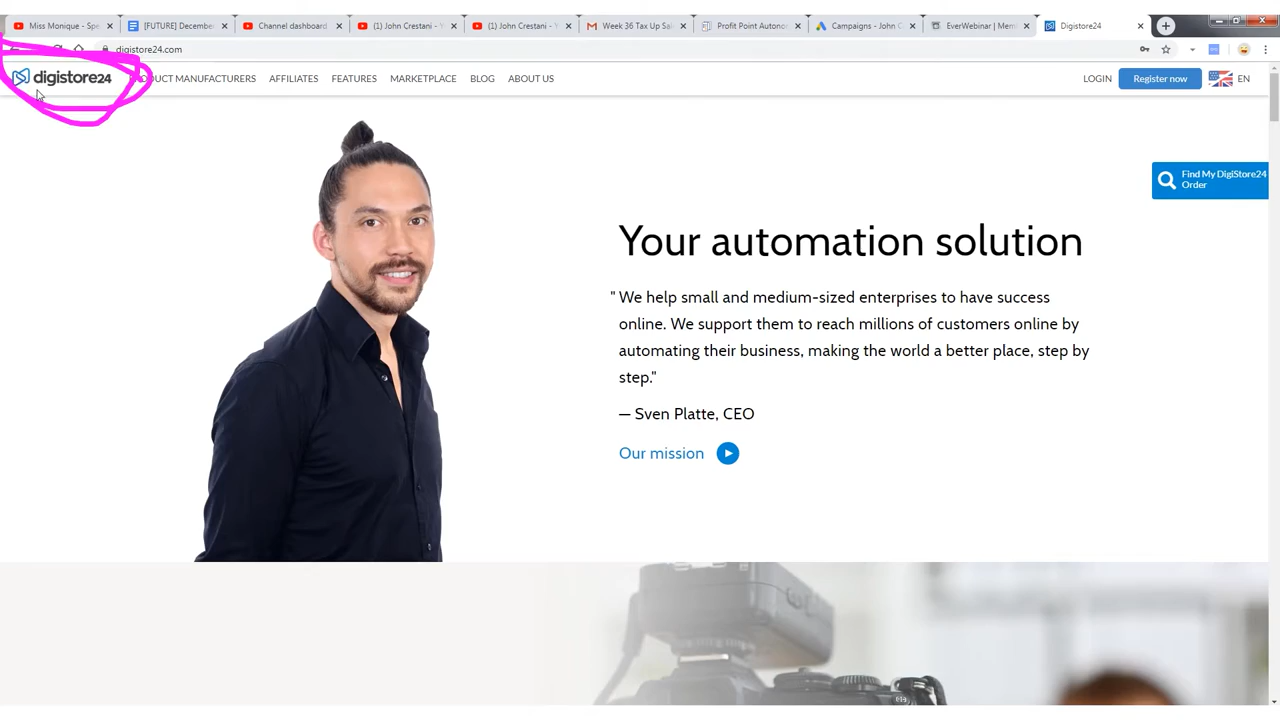 Miss Monique - Spe
[FUTURE] December
Channel dashboard
(1) John Crestani - Y
(1) John Crestani - Y
Week 36 Tax Up Sal
Profit Point Autono
Campaigns - John C
EverWebinar | Mem
Digistore24
digistore24.com
digistore24
PRODUCT MANUFACTURERS
AFFILIATES
FEATURES
MARKETPLACE
BLOG
ABOUT US
LOGIN
Register now
EN
Find My DigiStore24
Order
Your automation solution
" We help small and medium-sized enterprises to have success
online. We support them to reach millions of customers online by
automating their business, making the world a better place, step by
step."
— Sven Platte, CEO
Our mission